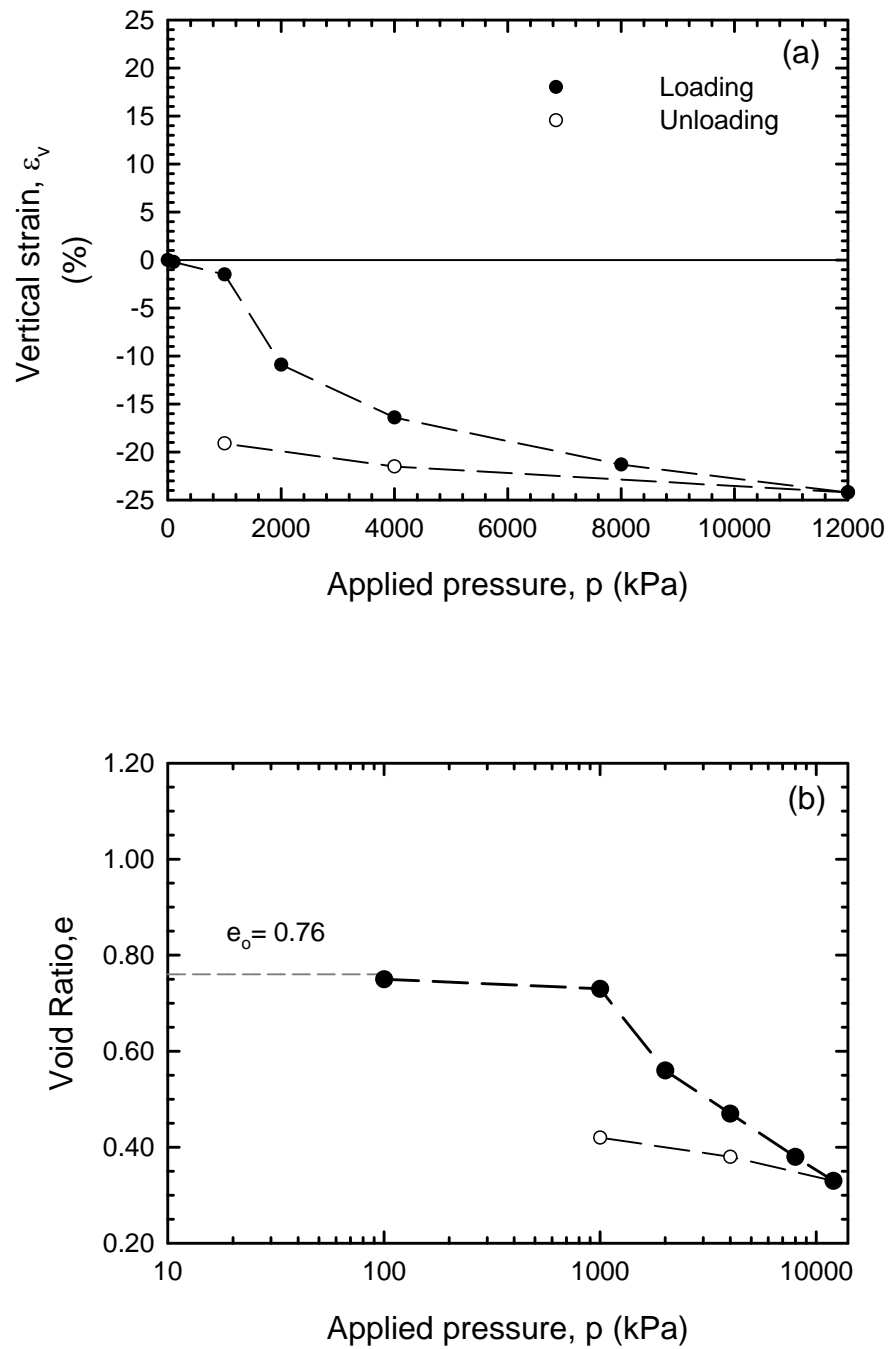 (a)
Loading
Unloading
Vertical strain, εv
(%)
25
20
15
10
5
0
-5
-10
-15
-20
-25
0 2000 4000 6000 8000 10000 12000
Applied pressure, p (kPa)
(b)
eo= 0.76
Void Ratio,e
1.20
1.00
0.80
0.60
0.40
0.20
10 100 1000 10000
Applied pressure, p (kPa)